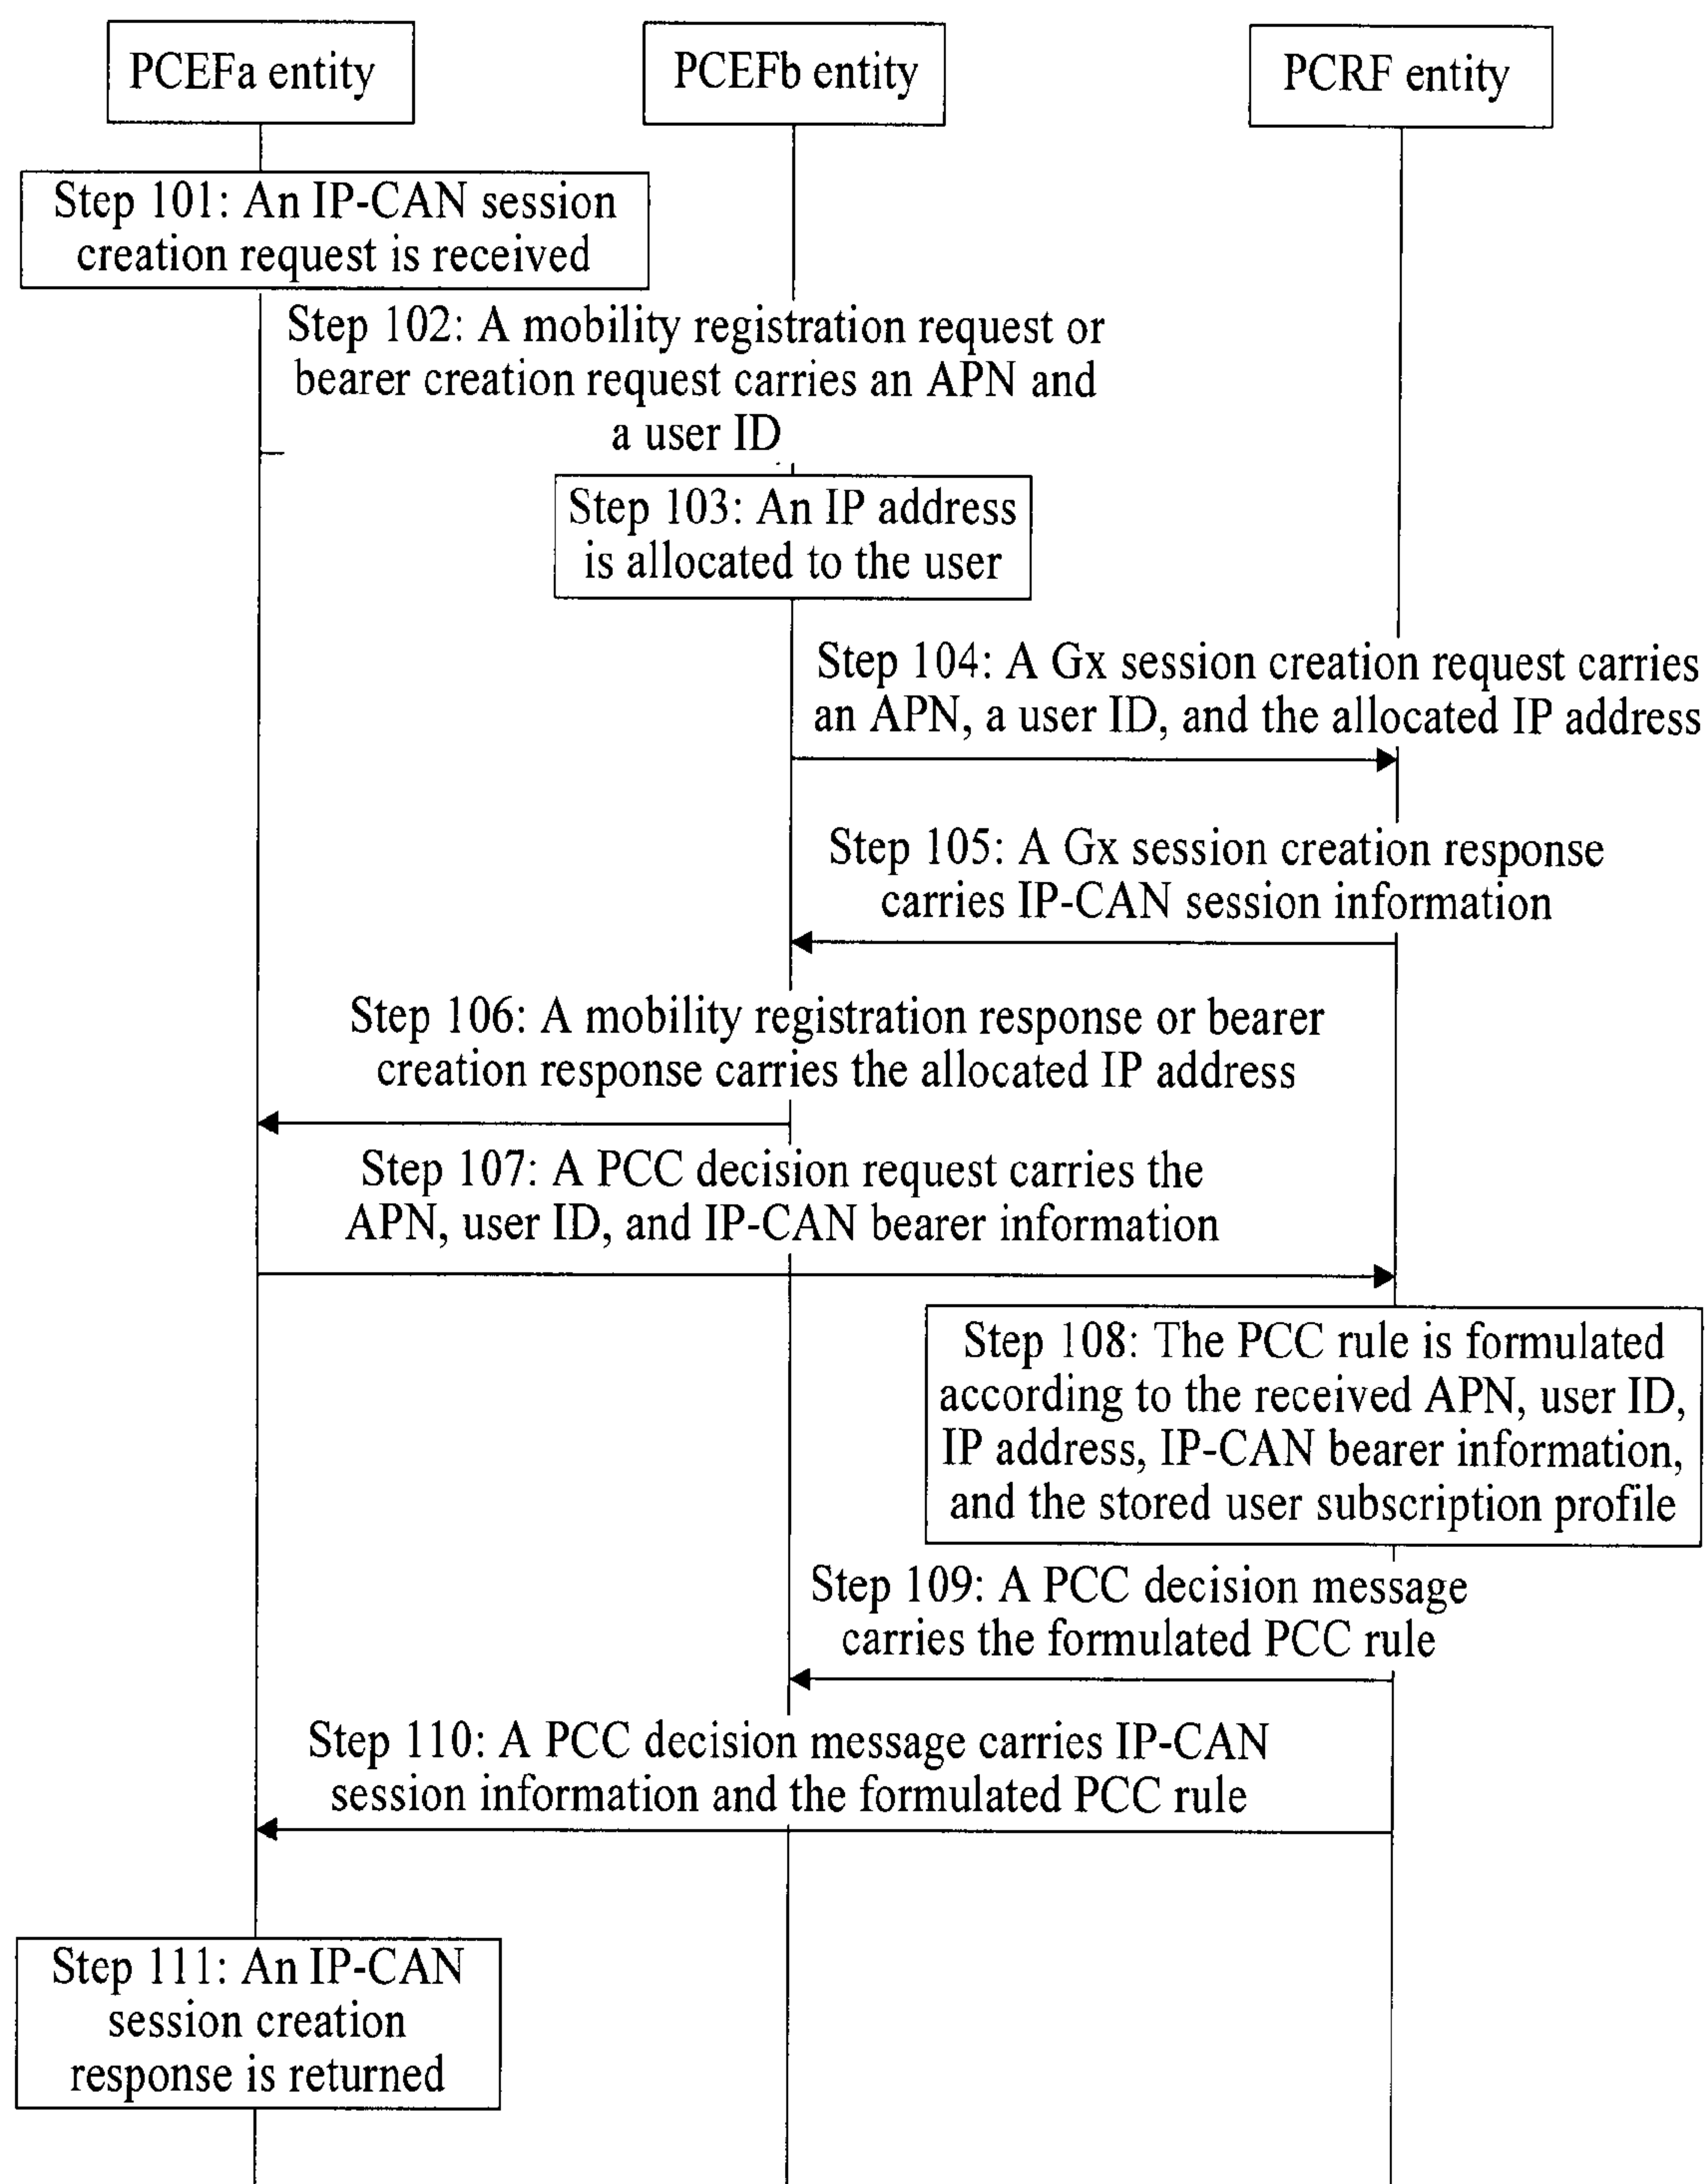 PCEFa entity
PCEFb entity
PCRF entity
Step 101: An IP-CAN session
creation request is received
Step 102: A mobility registration request or
bearer creation request carries an APN and
a user ID
Step 103: An IP address
is allocated to the user
Step 104: A Gx session creation request carries
an APN, a user ID, and the allocated IP address
Step 105: A Gx session creation response
carries IP-CAN session information
Step 106: A mobility registration response or bearer
creation response carries the allocated IP address
Step 107: A PCC decision request carries the
APN, user ID, and IP-CAN bearer information
Step 108: The PCC rule is formulated
according to the received APN, user ID,
IP address, IP-CAN bearer information,
and the stored user subscription profile
Step 109: A PCC decision message
carries the formulated PCC rule
Step 110: A PCC decision message carries IP-CAN
session information and the formulated PCC rule
Step 111: An IP-CAN
session creation
response is returned